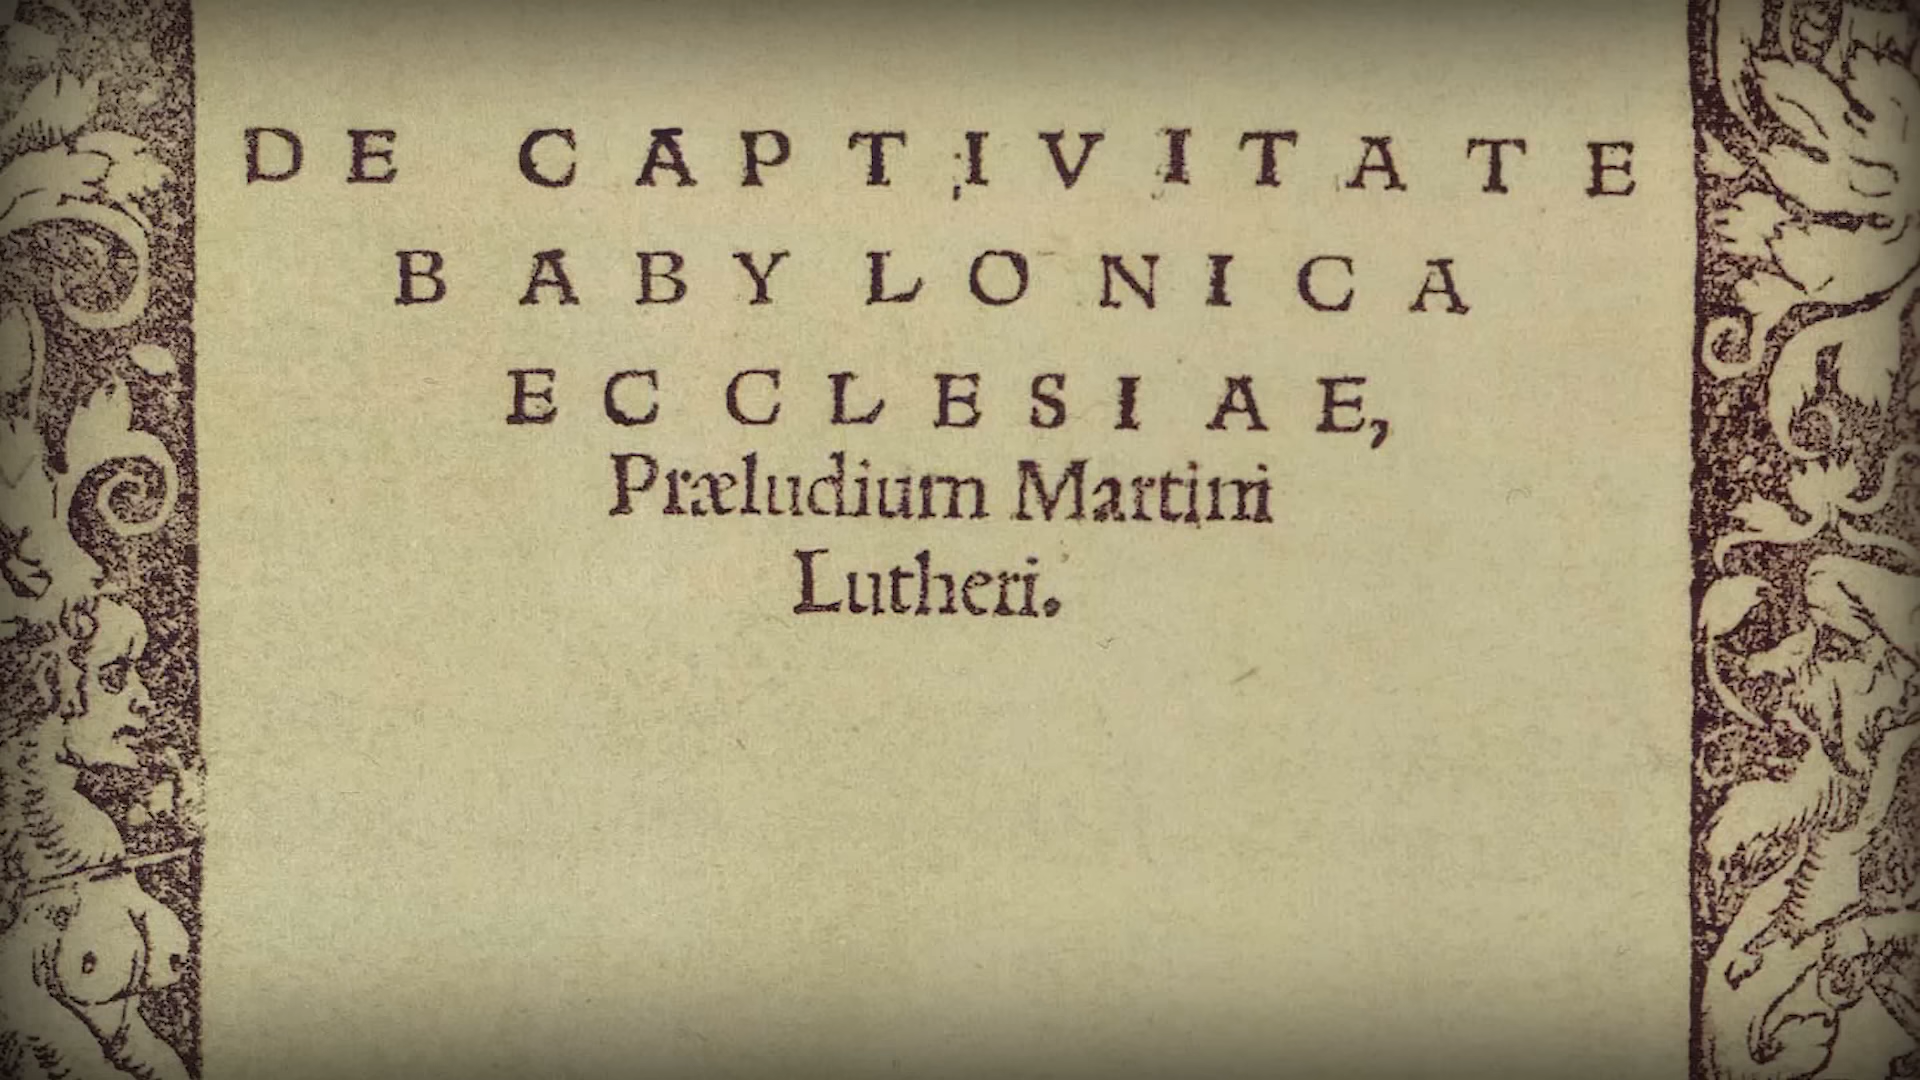 DE CAPTIVITATE
BABYLONICA
ECCLESIAE,
Præludium Martini
Lutheri.